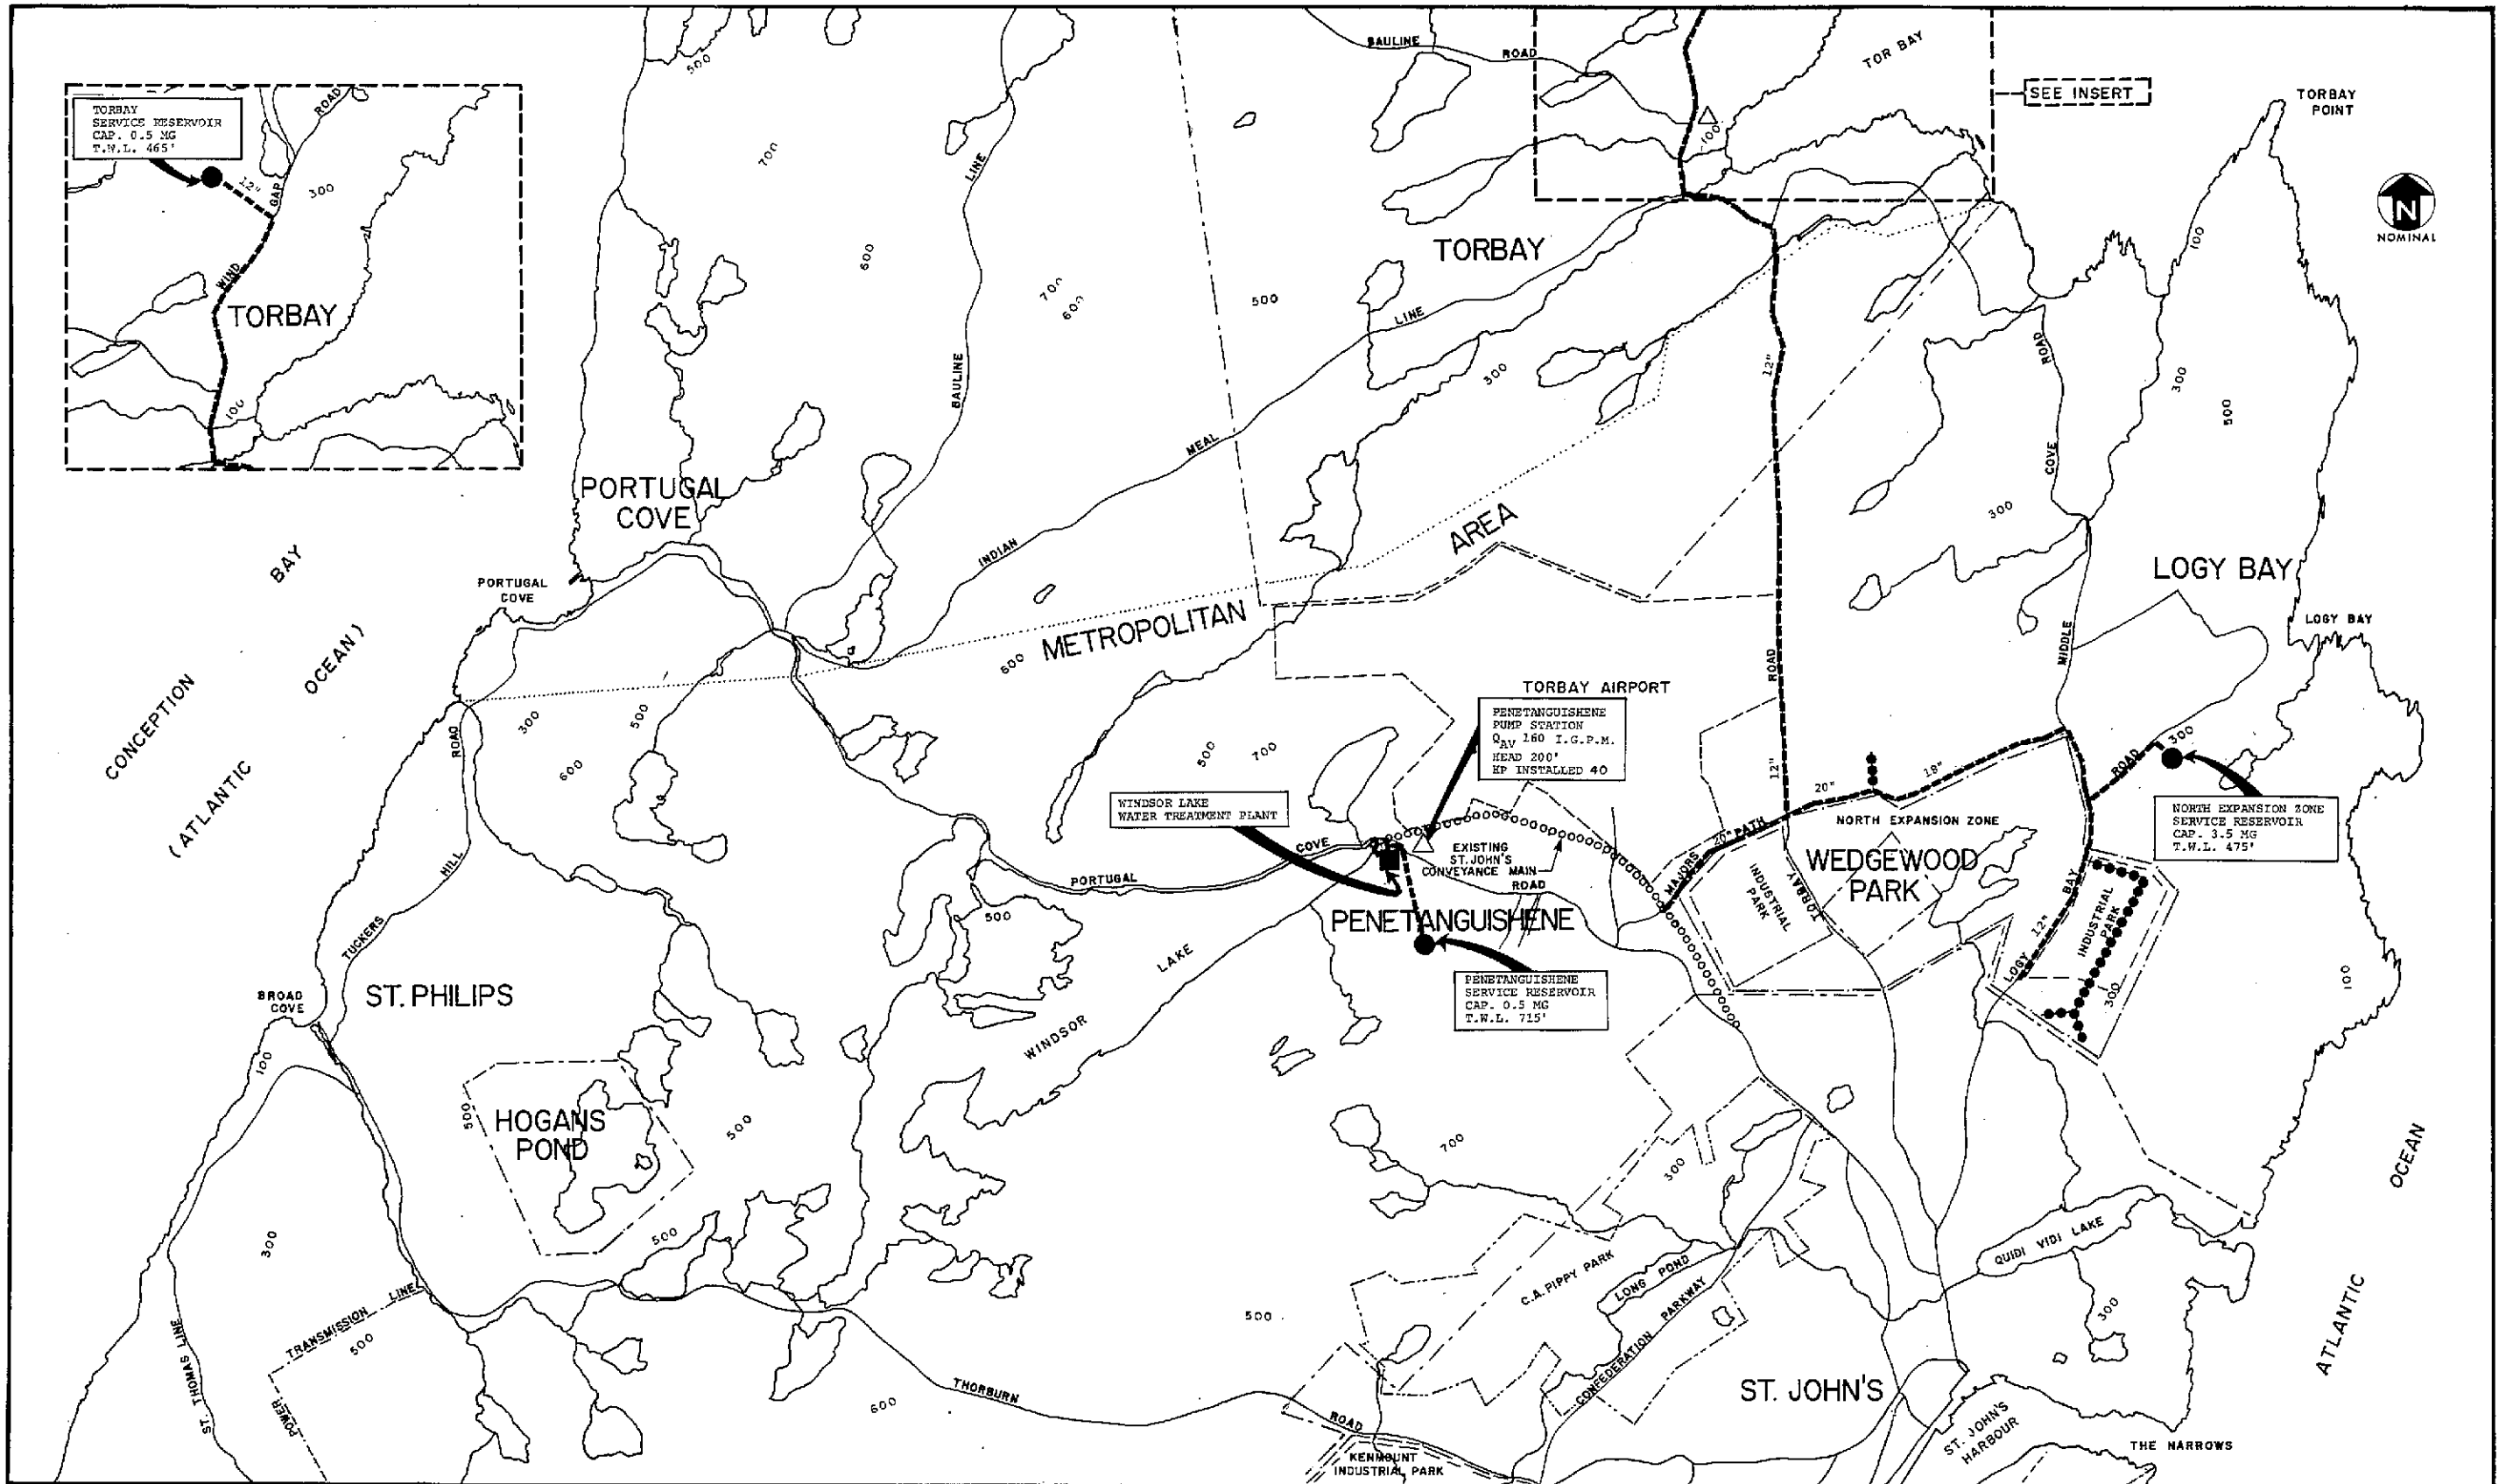 TORBAY
SERVICE RESERVOIR
CAP. 0.5 MG
T.W.L. 465'
12"
GAP
ROAD
300
WIND
TORBAY
100
500
700
600
700
600
500
BAULINE
LINE
BAULINE
ROAD
TOR BAY
100
SEE INSERT
TORBAY
POINT
N
NOMINAL
TORBAY
LINE
MEAL
INDIAN
300
12"
ROAD
12"
100
300
500
ROAD
COVE
MIDDLE
300
PORTUGAL
COVE
PORTUGAL
COVE
CONCEPTION
BAY
(ATLANTIC
OCEAN)
METROPOLITAN
AREA
600
LOGY BAY
LOGY BAY
TORBAY AIRPORT
PENETANGUISHENE
PUMP STATION
QAV 160 I.G.P.M.
HEAD 200'
HP INSTALLED 40
WINDSOR LAKE
WATER TREATMENT PLANT
500
700
300
500
600
ROAD
HILL
TUCKERS
PORTUGAL
COVE
ROAD
EXISTING
ST. JOHN'S
CONVEYANCE MAIN
MAJORS
20" PATH
20"
18"
NORTH EXPANSION ZONE
WEDGEWOOD
PARK
INDUSTRIAL
PARK
TORBAY
ROAD
300
NORTH EXPANSION ZONE
SERVICE RESERVOIR
CAP. 3.5 MG
T.W.L. 475'
LOGY
12"
BAY
INDUSTRIAL
PARK
300
100
PENETANGUISHENE
PENETANGUISHENE
SERVICE RESERVOIR
CAP. 0.5 MG
T.W.L. 715'
500
WINDSOR
LAKE
ST. PHILIPS
BROAD
COVE
100
HOGANS
POND
500
500
500
300
TRANSMISSION
LINE
POWER
500
ST. THOMAS LINE
600
THORBURN
ROAD
500
700
300
C.A. PIPPY PARK
LONG POND
CONFEDERATION
PARKWAY
KENMOUNT
INDUSTRIAL PARK
ST. JOHN'S
QUIDI VIDI LAKE
300
ATLANTIC
OCEAN
ST. JOHN'S
HARBOUR
THE NARROWS